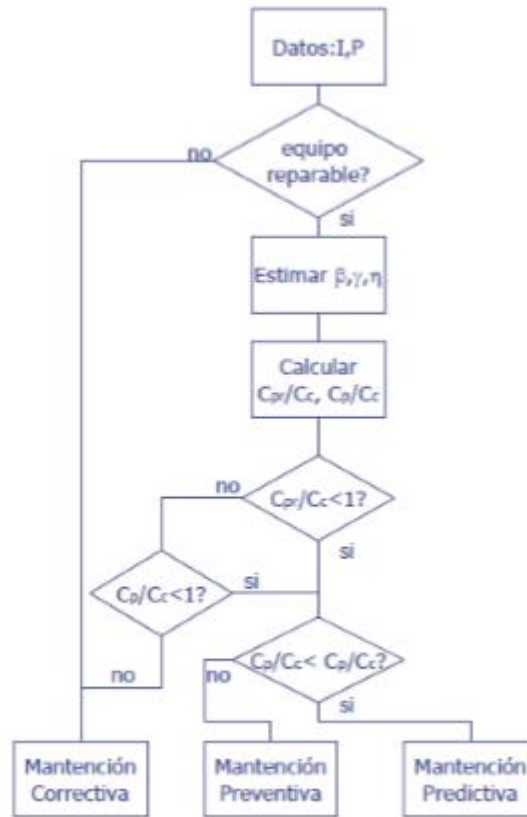 Datos:I,P
no
equipo
reparable?
si
Estimar β,γ,η
Calcular
Cpr/Cc, Cp/Cc
no
Cpr/Cc<1?
si
Cp/Cc<1?
si
no
Cp/Cc< Cp/Cc?
no
si
Mantención
Correctiva
Mantención
Preventiva
Mantención
Predictiva